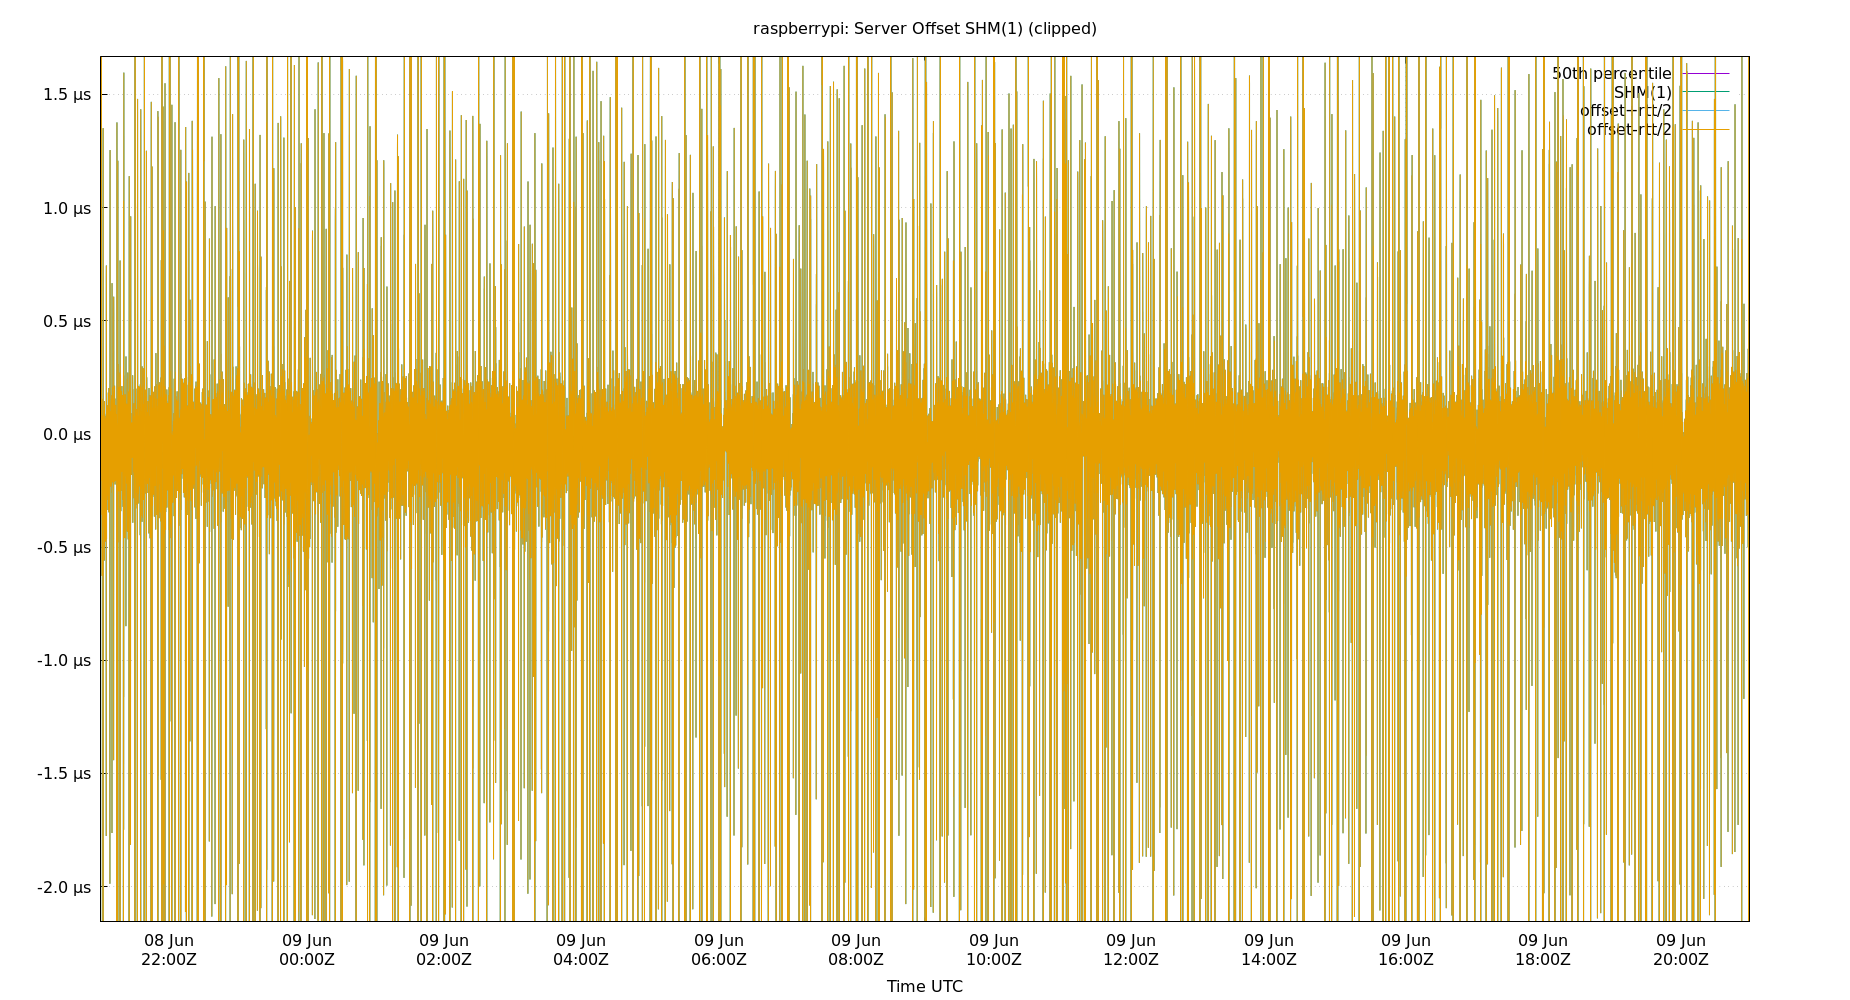 raspberrypi: Server Offset SHM(1) (clipped)
50th percentile
SHM(1)
offset+rtt/2
offset-rtt/2
1.5 µs
1.0 µs
0.5 µs
0.0 µs
-0.5 µs
-1.0 µs
-1.5 µs
-2.0 µs
08 Jun 09 Jun 09 Jun 09 Jun 09 Jun 09 Jun 09 Jun 09 Jun 09 Jun 09 Jun 09 Jun 09 Jun
22:00Z 00:00Z 02:00Z 04:00Z 06:00Z 08:00Z 10:00Z 12:00Z 14:00Z 16:00Z 18:00Z 20:00Z
Time UTC